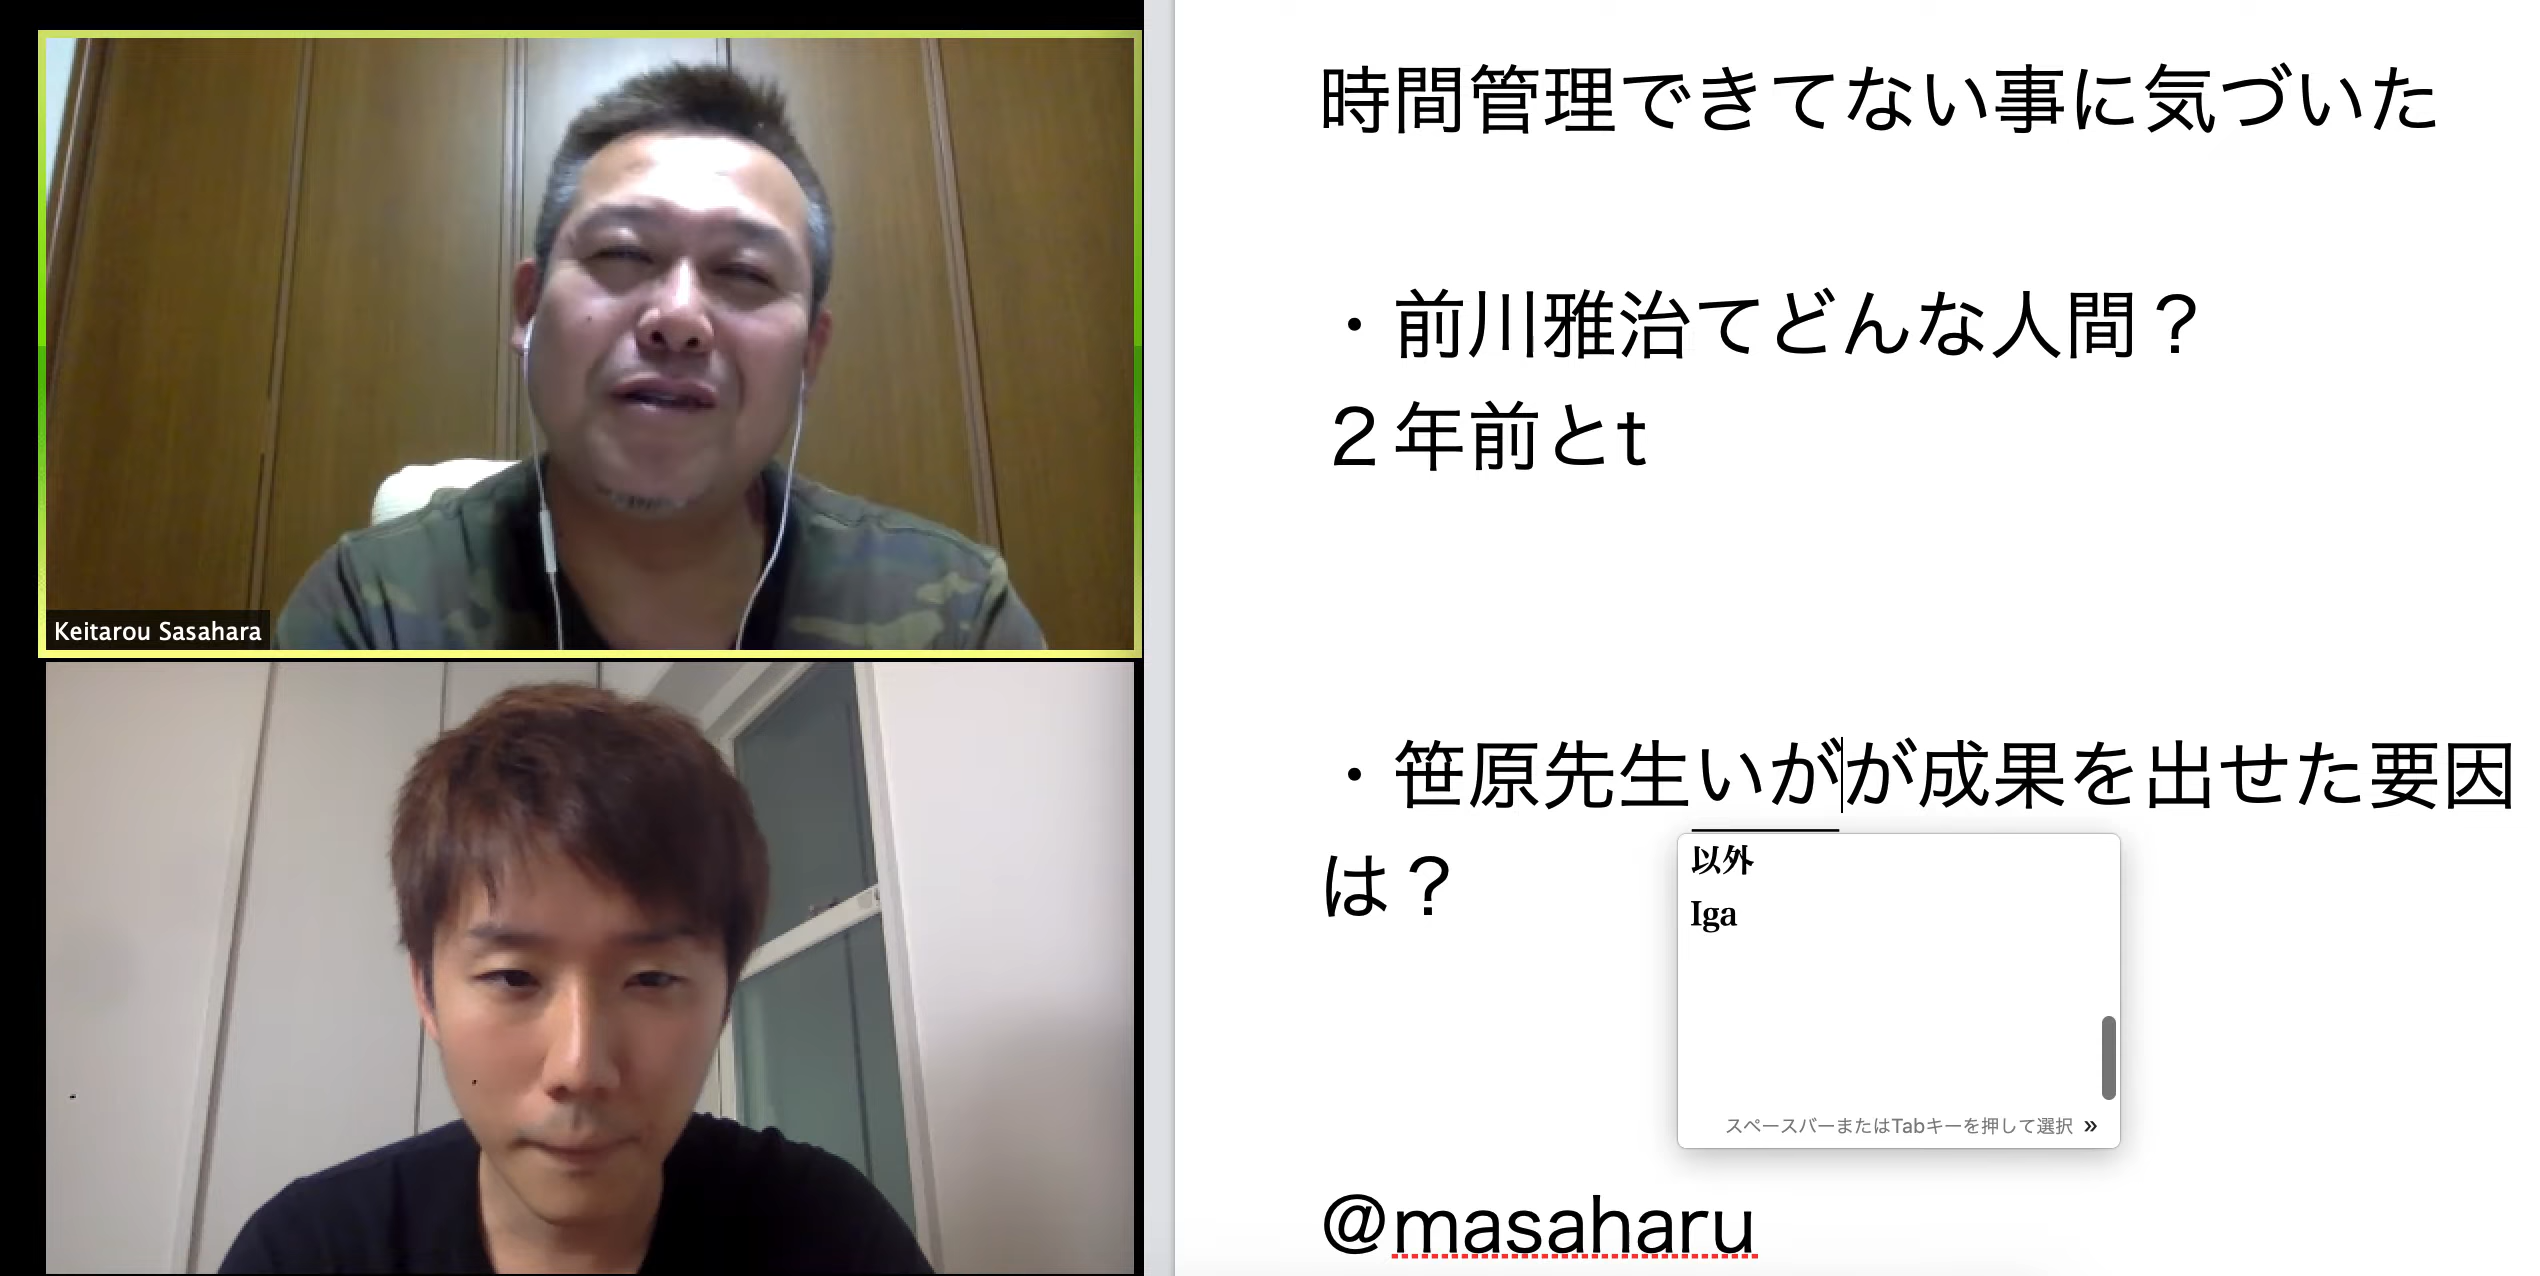 Keitarou Sasahara
時間管理できてない事に気づいた
・前川雅治てどんな人間？
２年前とt
・笹原先生いがが成果を出せた要因
は？
以外
Iga
スペースバーまたはTabキーを押して選択 »
@masaharu